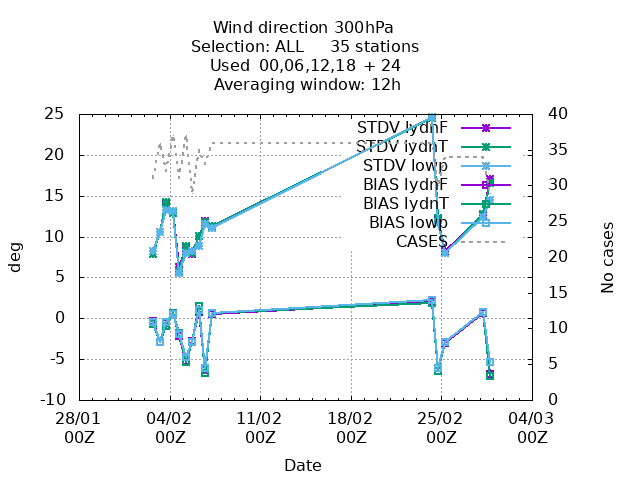 Wind direction 300hPa
Selection: ALL 35 stations
Used 00,06,12,18 + 24
Averaging window: 12h
STDV lydnF
STDV lydnT
STDV lowp
BIAS lydnF
BIAS lydnT
BIAS lowp
CASES
deg
25
20
15
10
5
0
-5
-10
No cases
40
35
30
25
20
15
10
5
0
28/01 04/02 11/02 18/02 25/02 04/03
00Z 00Z 00Z 00Z 00Z 00Z
Date